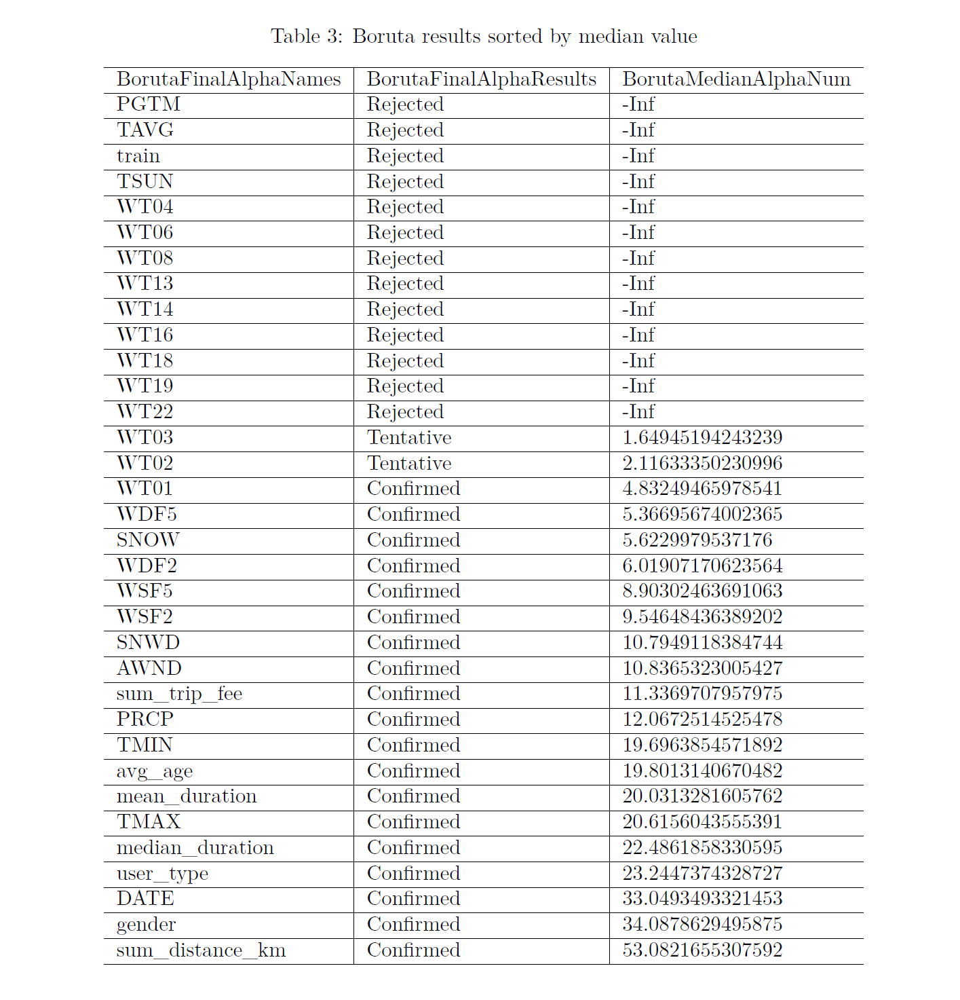 Table 3: Boruta results sorted by median value
BorutaFinalAlphaNames BorutaFinalAlphaResults BorutaMedianAlphaNum
PGTM Rejected -Inf
TAVG Rejected -Inf
train Rejected -Inf
TSUN Rejected -Inf
WT04 Rejected -Inf
WT06 Rejected -Inf
WT08 Rejected -Inf
WT13 Rejected -Inf
WT14 Rejected -Inf
WT16 Rejected -Inf
WT18 Rejected -Inf
WT19 Rejected -Inf
WT22 Rejected -Inf
WT03 Tentative 1.64945194243239
WT02 Tentative 2.11633350230996
WT01 Confirmed 4.83249465978541
WDF5 Confirmed 5.36695674002365
SNOW Confirmed 5.6229979537176
WDF2 Confirmed 6.01907170623564
WSF5 Confirmed 8.90302463691063
WSF2 Confirmed 9.54648436389202
SNWD Confirmed 10.7949118384744
AWND Confirmed 10.8365323005427
sum_trip_fee Confirmed 11.3369707957975
PRCP Confirmed 12.0672514525478
TMIN Confirmed 19.6963854571892
avg_age Confirmed 19.8013140670482
mean_duration Confirmed 20.0313281605762
TMAX Confirmed 20.6156043555391
median_duration Confirmed 22.4861858330595
user_type Confirmed 23.2447374328727
DATE Confirmed 33.0493493321453
gender Confirmed 34.0878629495875
sum_distance_km Confirmed 53.0821655307592